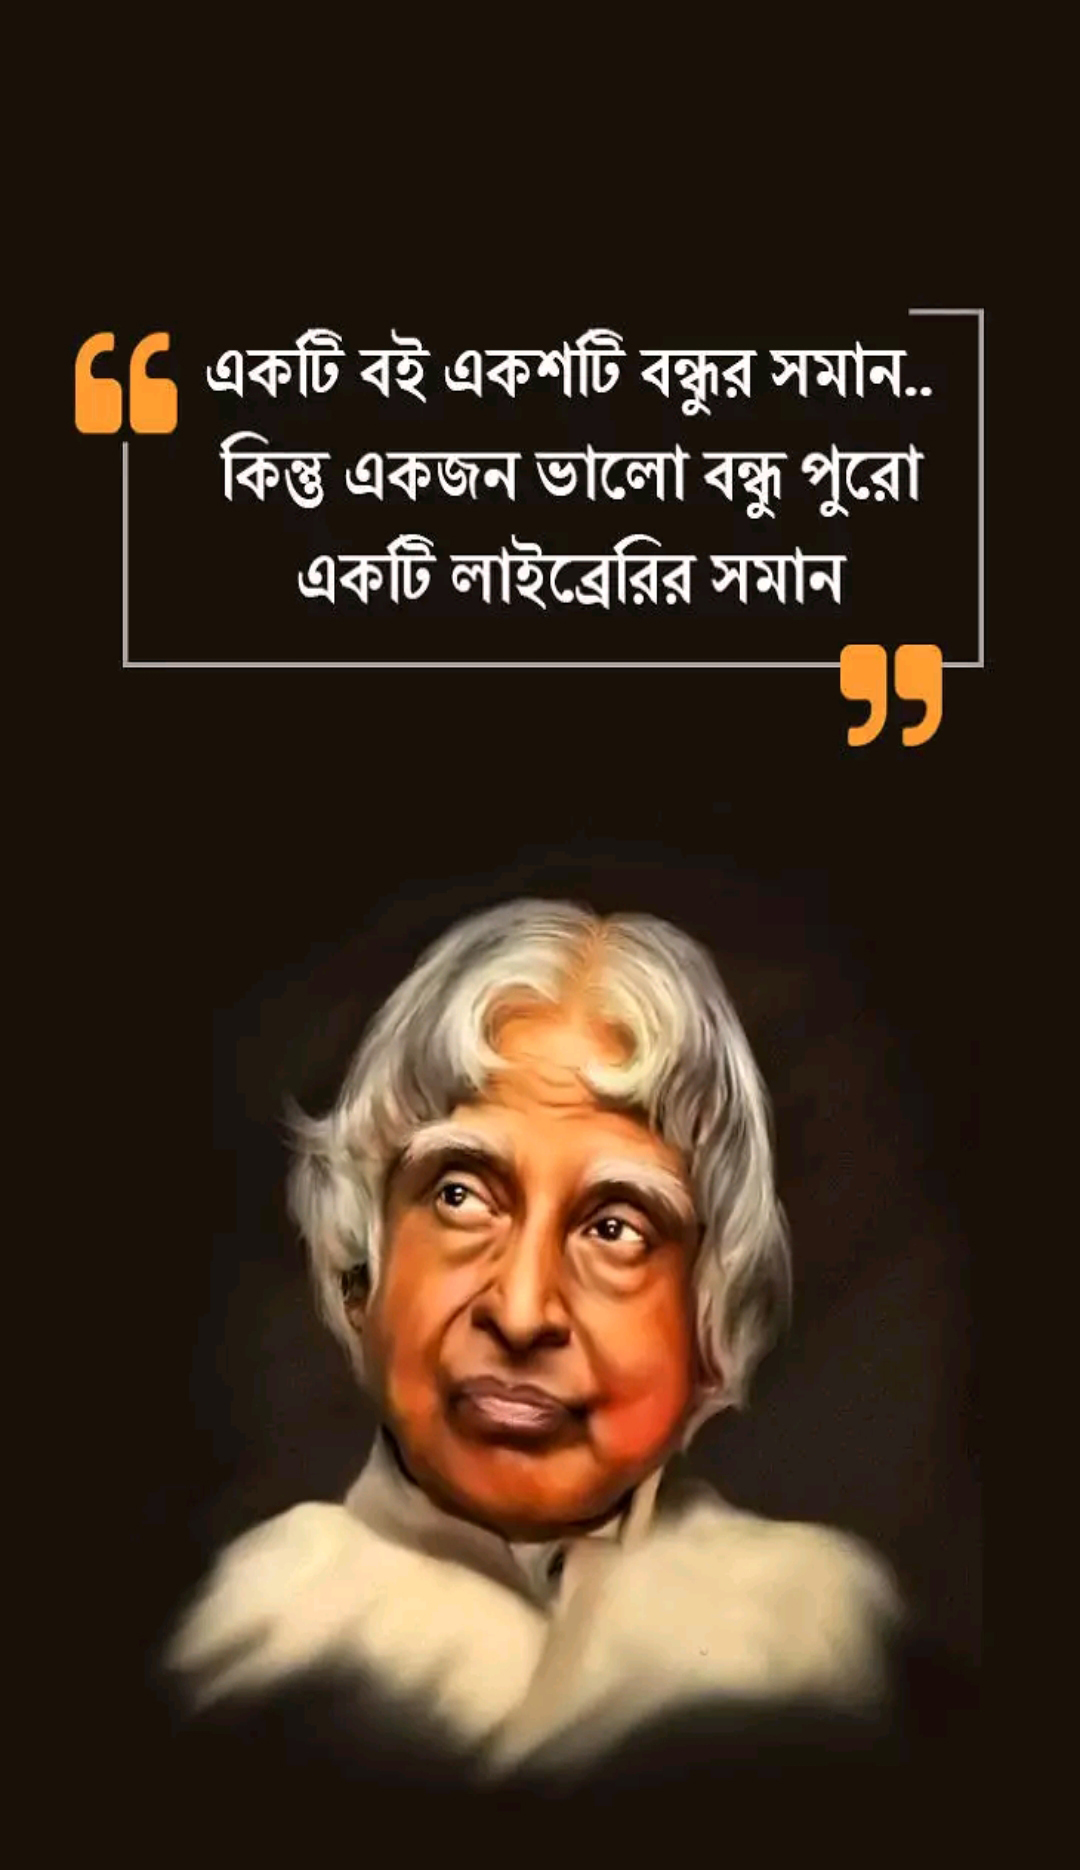 একটি বই একশটি বন্ধুর সমান..
কিন্তু একজন ভালো বন্ধু পুরো
একটি লাইব্রেরির সমান